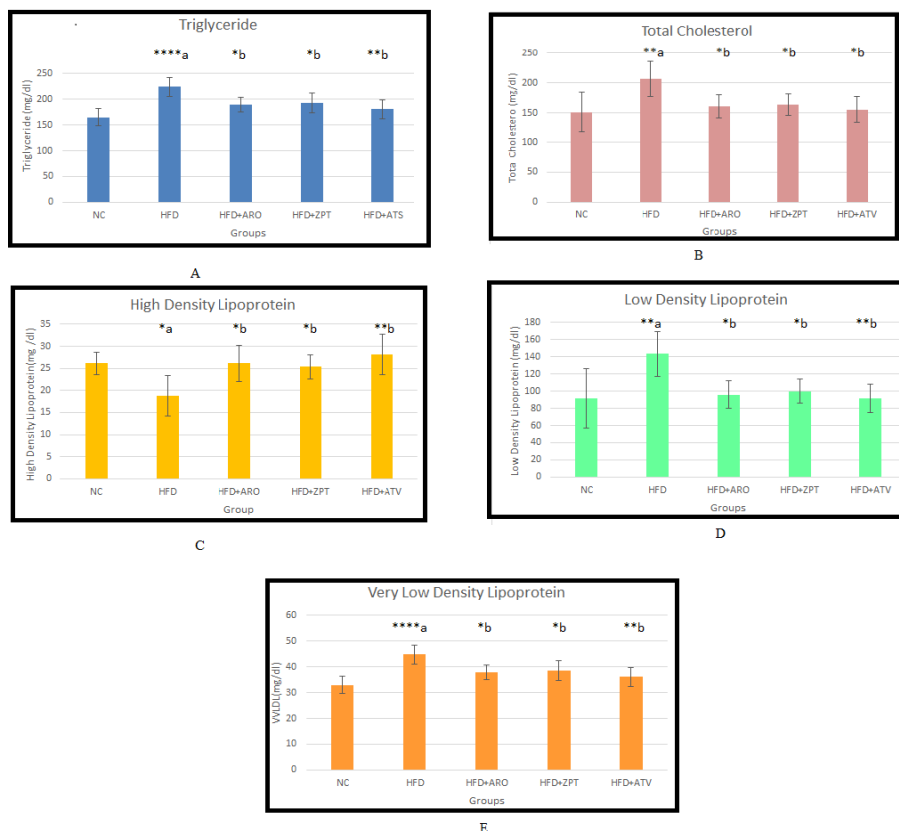 Triglyceride
****a *b *b **b
Triglyceride (mg/dl)
250
200
150
100
50
0
NC HFD HFD+ARO HFD+ZPT HFD+ATS
Groups
A
Total Cholesterol
**a *b *b *b
Tota Cholestero (mg/dl)
250
200
150
100
50
0
NC HFD HFD+ARO HFD+ZPT HFD+ATV
Groups
B
High Density Lipoprotein
*a *b *b **b
High Density Lipoprotein(mg /dl)
35
30
25
20
15
10
5
0
NC HFD HFD+ARO HFD+ZPT HFD+ATV
Group
C
Low Density Lipoprotein
**a *b *b **b
Low Density Lipoprotein (mg/dl)
180
160
140
120
100
80
60
40
20
0
NC HFD HFD+ARO HFD+ZPT HFD+ATV
Groups
D
Very Low Density Lipoprotein
****a *b *b **b
VVLDL(mg/dl)
60
50
40
30
20
10
0
NC HFD HFD+ARO HFD+ZPT HFD+ATV
Groups
E